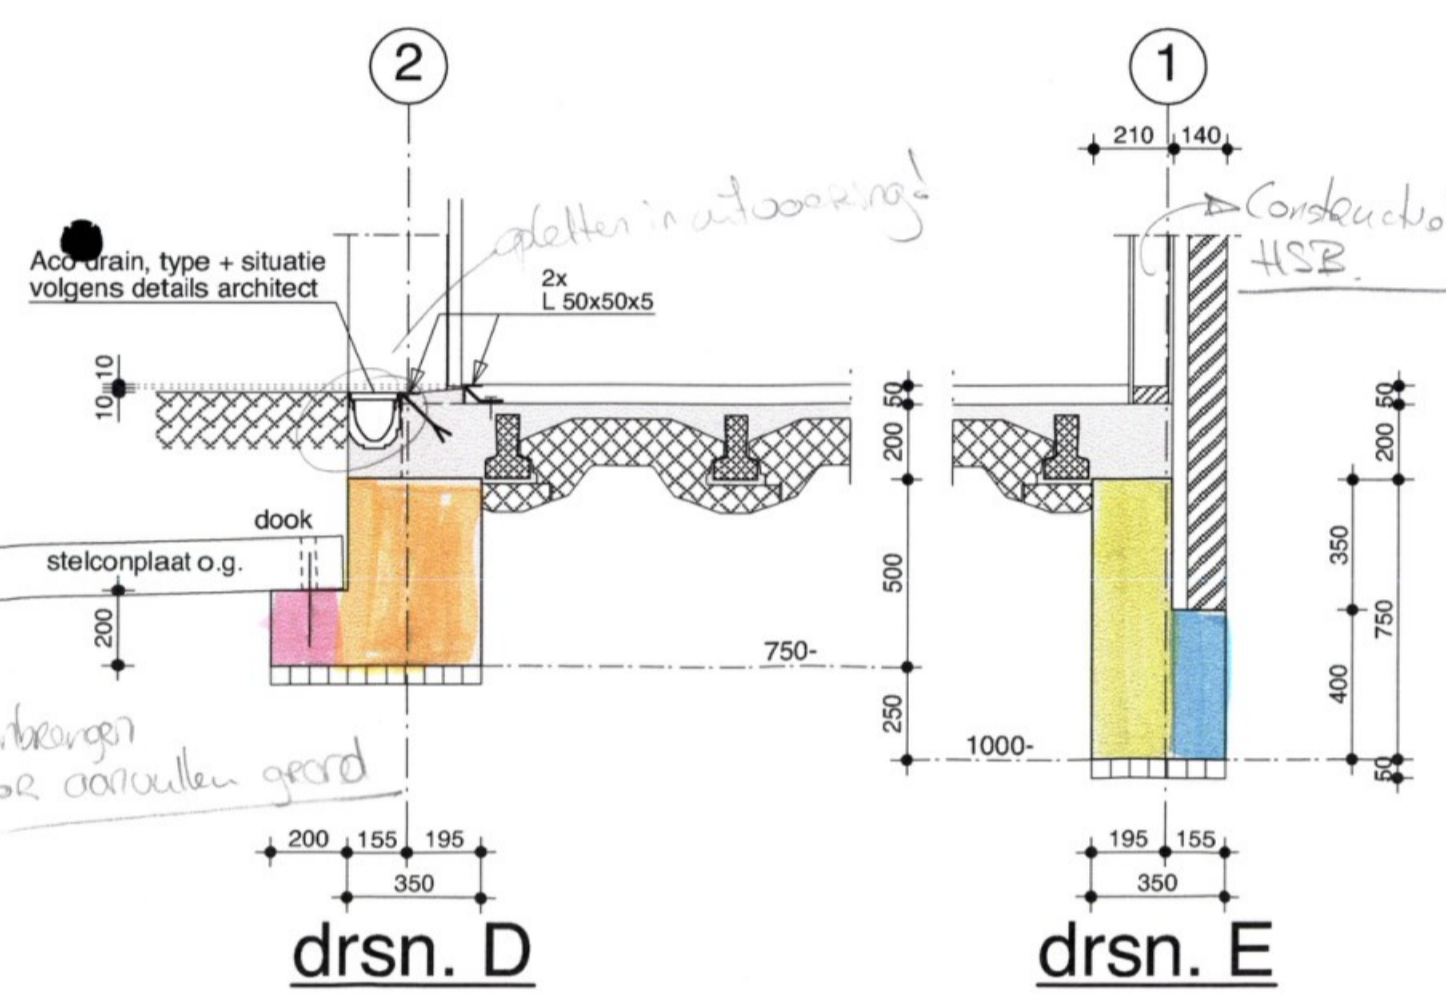 2
1
210 140
opletten in uitvoering!
Constructie
HSB.
Aco drain, type + situatie
volgens details architect
2x
L 50x50x5
10
10
50
200
50
200
dook
stelconplaat o.g.
200
500
350
750
750-
250
400
1000-
50
aanvullen grond
200 155 195
350
195 155
350
drsn. D
drsn. E